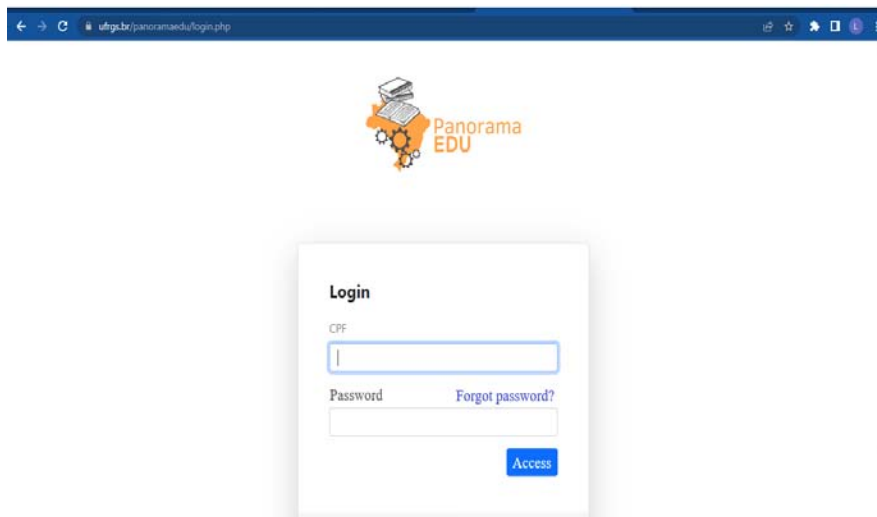 ufrgs.br/panoramaedu/login.php
L
Panorama
EDU
Login
CPF
Password Forgot password?
Access